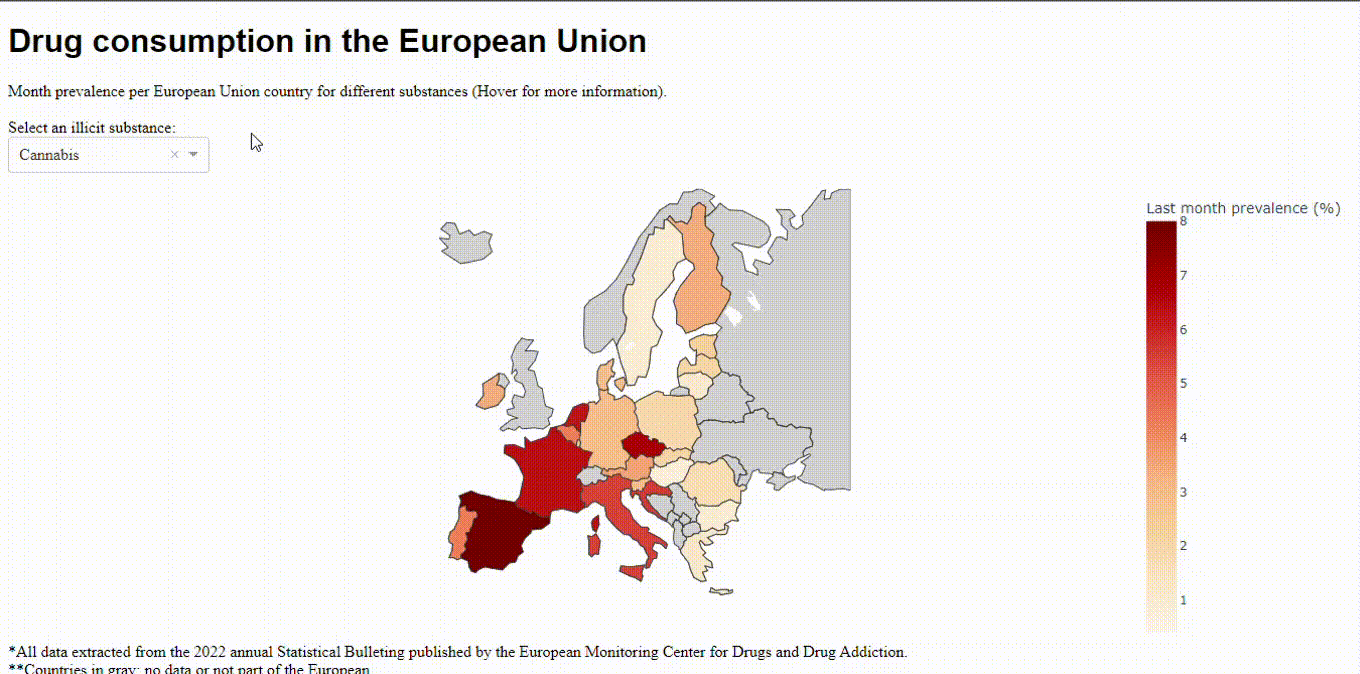 Drug consumption in the European Union
Month prevalence per European Union country for different substances (Hover for more information).
Select an illicit substance:
Cannabis ×
Last month prevalence (%)
8
7
6
5
4
3
2
1
*All data extracted from the 2022 annual Statistical Bulleting published by the European Monitoring Center for Drugs and Drug Addiction.
**Countries in gray: no data or not part of the European